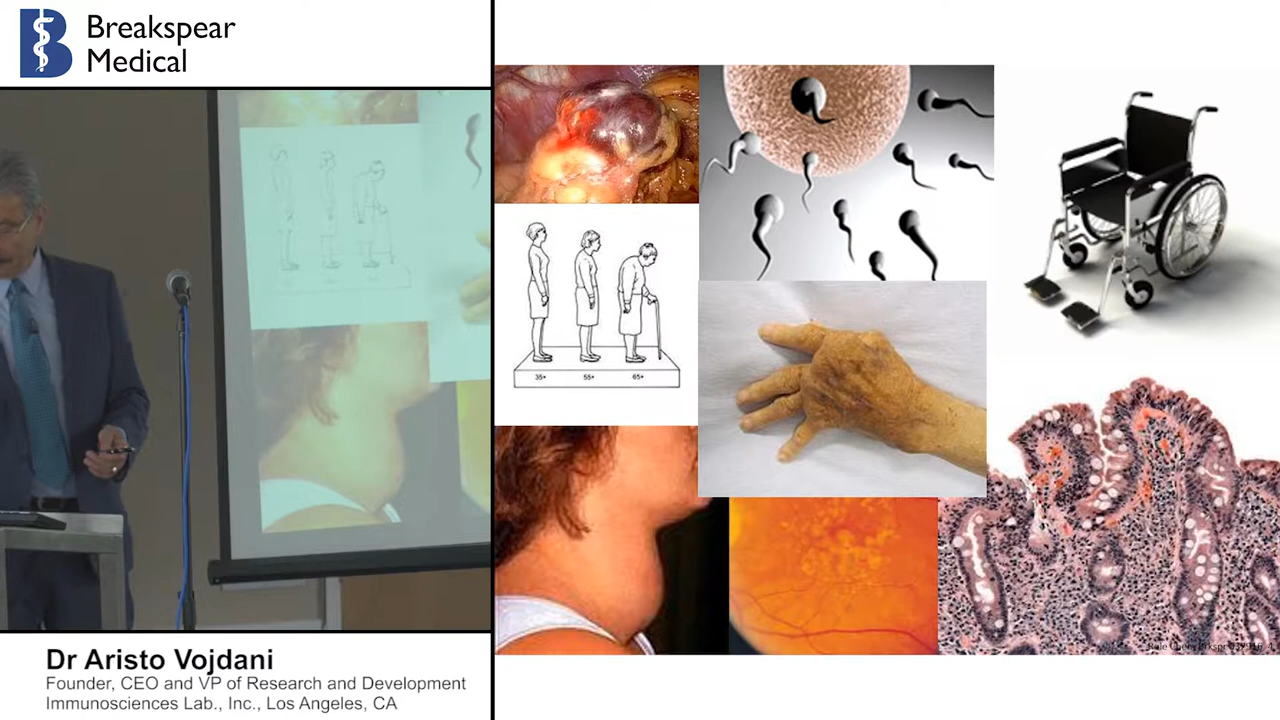 Breakspear
Medical
35+
55+
65+
Dr Aristo Vojdani
Founder, CEO and VP of Research and Development
Immunosciences Lab., Inc., Los Angeles, CA